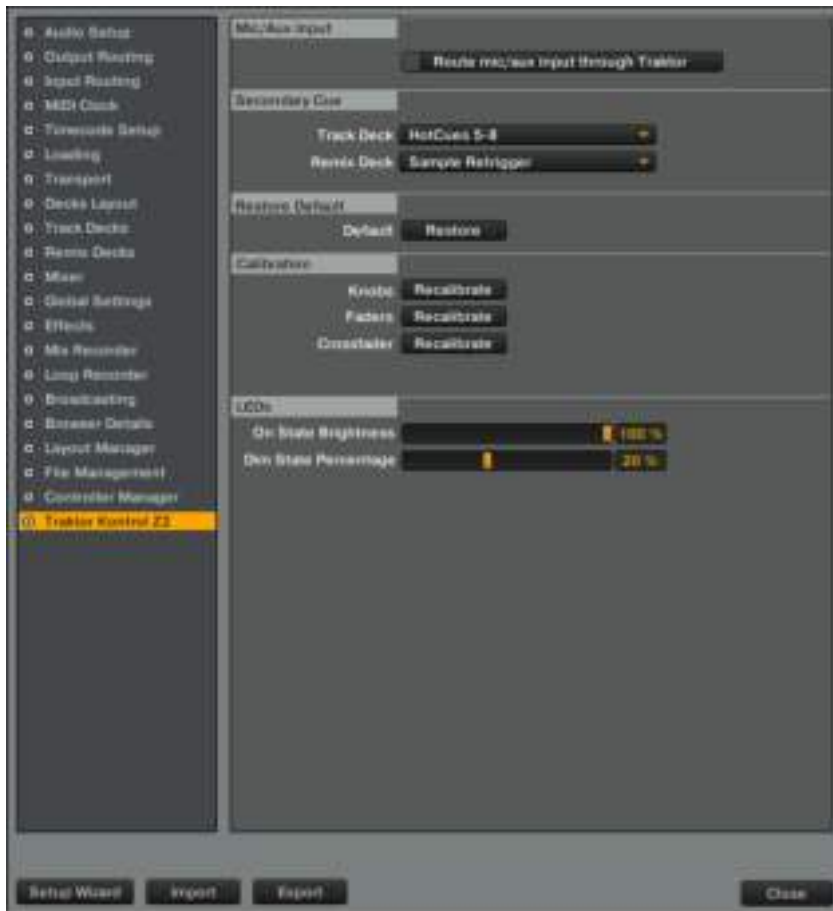 Audio Setup
Output Routing
Input Routing
MIDI Clock
Timecode Setup
Loading
Transport
Decks Layout
Track Decks
Remix Decks
Mixer
Global Settings
Effects
Mix Recorder
Loop Recorder
Broadcasting
Browser Details
Layout Manager
File Management
Controller Manager
Traktor Kontrol Z2
Mic/Aux Input
Route mic/aux input through Traktor
Secondary Cue
Track Deck HotCues 5-8
Remix Deck Sample Retrigger
Restore Default
Default Restore
Calibration
Knobs Recalibrate
Faders Recalibrate
Crossfader Recalibrate
LEDs
On State Brightness 100 %
Dim State Percentage 20 %
Setup Wizard Import Export Close